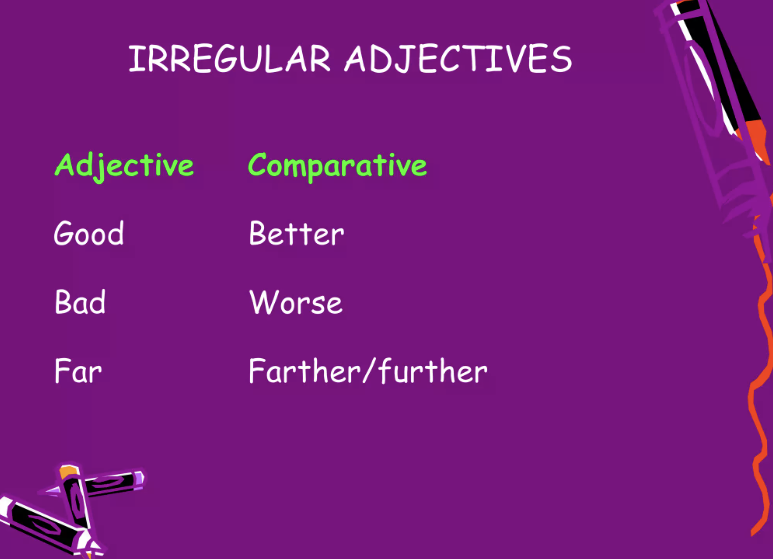 IRREGULAR ADJECTIVES
Adjective Comparative
Good Better
Bad Worse
Far Farther/further